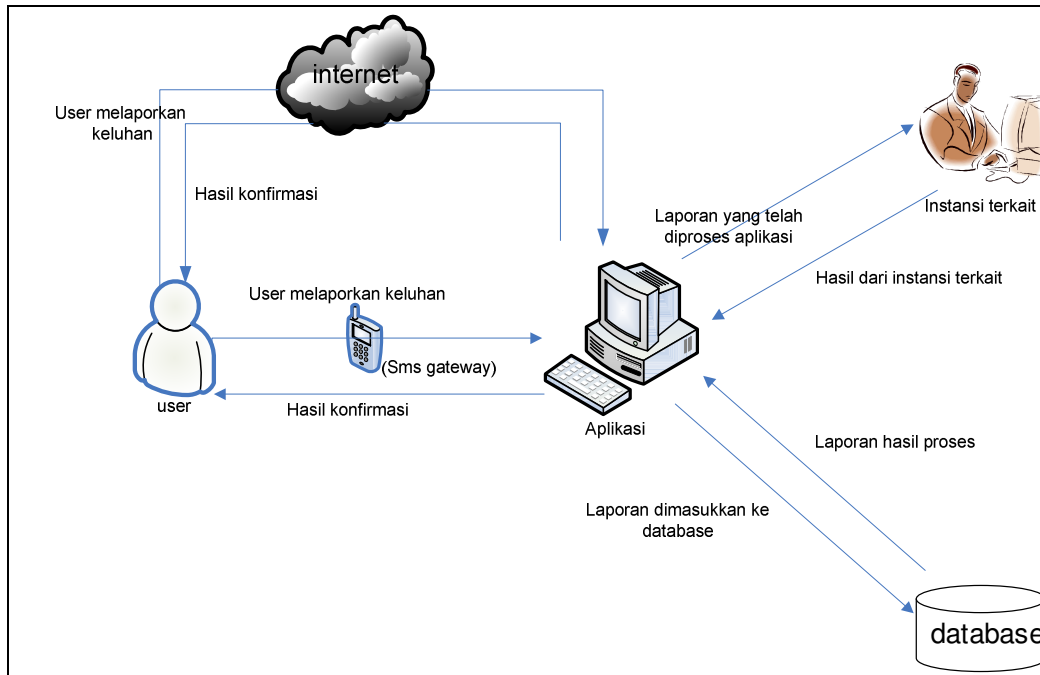 internet
User melaporkan
keluhan
Hasil konfirmasi
Laporan yang telah
diproses aplikasi
Instansi terkait
Hasil dari instansi terkait
User melaporkan keluhan
(Sms gateway)
user
Hasil konfirmasi
Aplikasi
Laporan hasil proses
Laporan dimasukkan ke
database
database